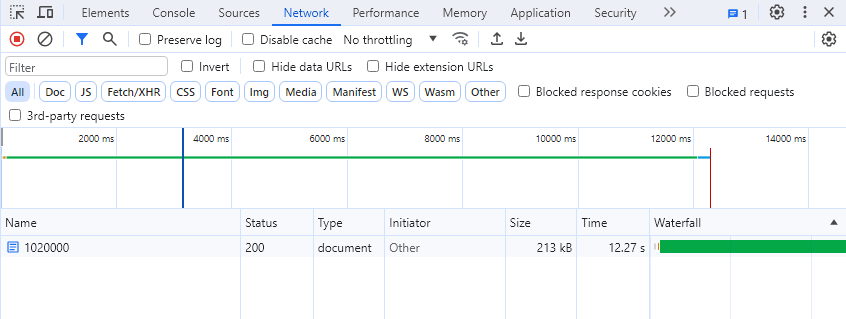 Elements Console Sources Network Performance Memory Application Security 1
Preserve log Disable cache No throttling
Filter Invert Hide data URLs Hide extension URLs
All Doc JS Fetch/XHR CSS Font Img Media Manifest WS Wasm Other Blocked response cookies Blocked requests
3rd-party requests
2000 ms 4000 ms 6000 ms 8000 ms 10000 ms 12000 ms 14000 ms
Name Status Type Initiator Size Time Waterfall
1020000 200 document Other 213 kB 12.27 s